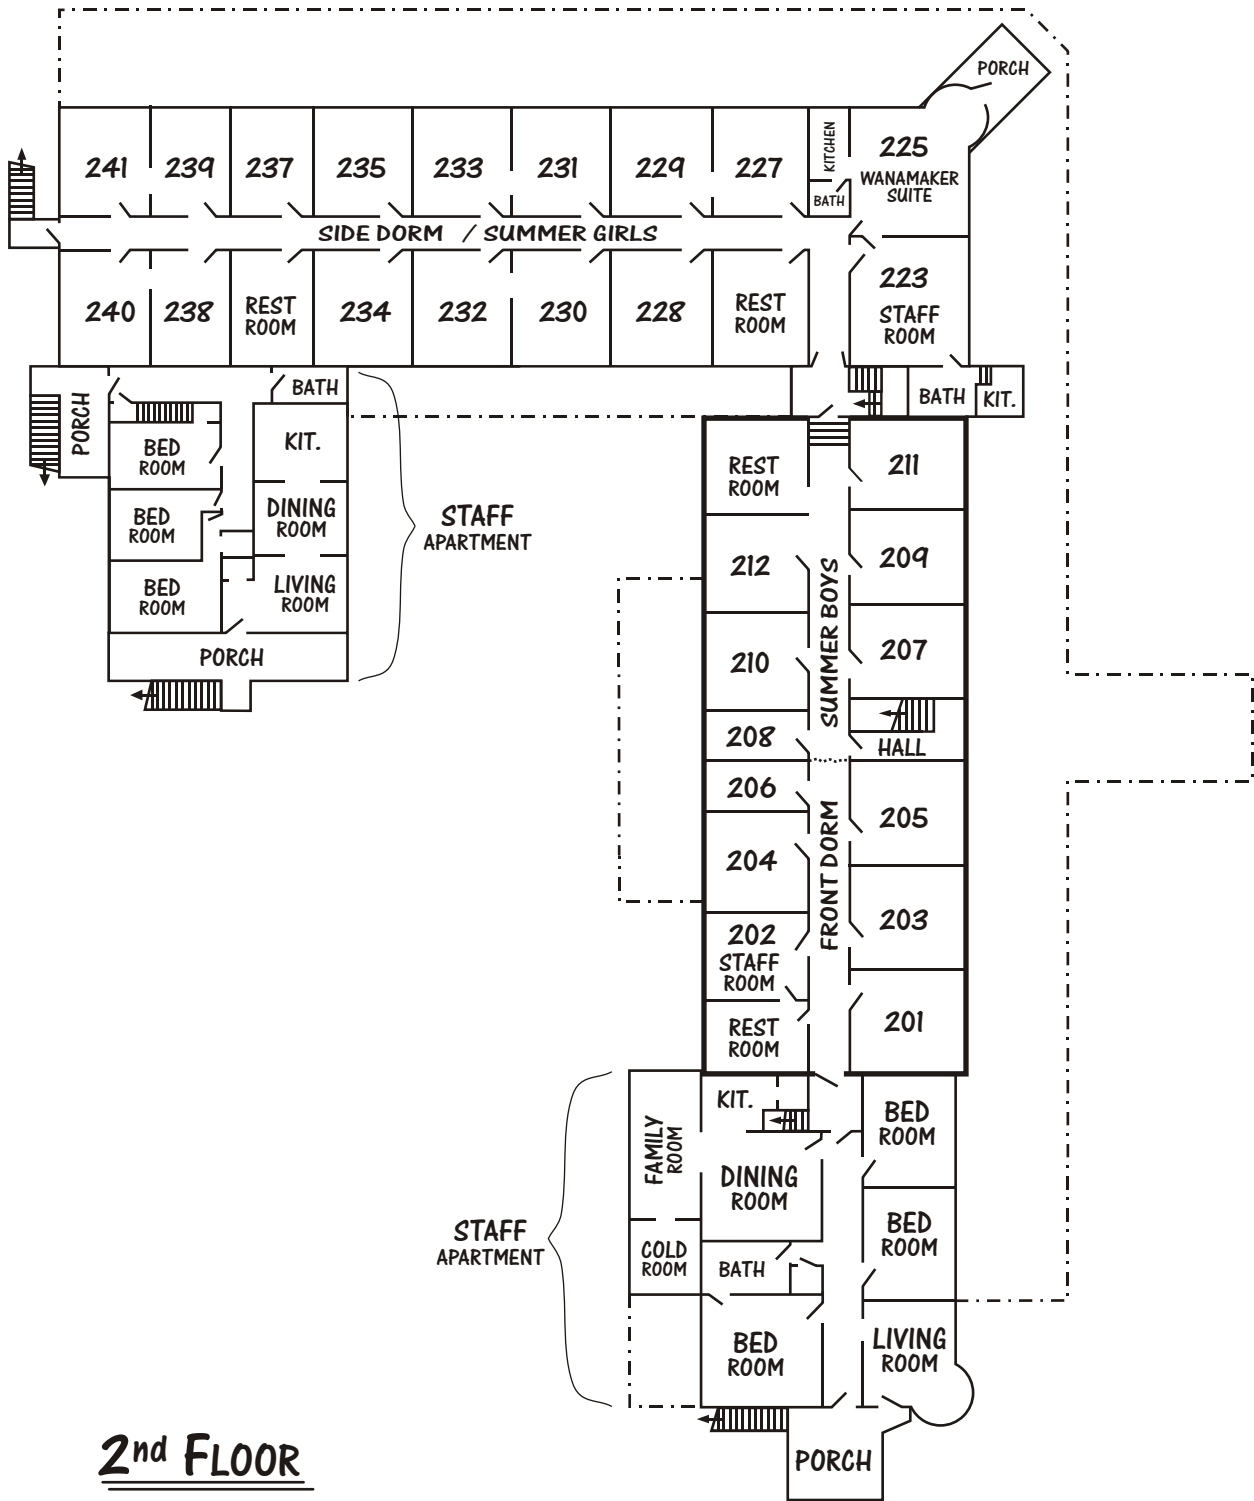 PORCH
241
239
237
235
233
231
229
227
KITCHEN
BATH
225
WANAMAKER
SUITE
SIDE DORM / SUMMER GIRLS
240
238
REST
ROOM
234
232
230
228
REST
ROOM
223
STAFF
ROOM
BATH
KIT.
PORCH
BATH
BED
ROOM
KIT.
BED
ROOM
DINING
ROOM
BED
ROOM
LIVING
ROOM
PORCH
STAFF
APARTMENT
REST
ROOM
211
212
209
SUMMER BOYS
210
207
208
HALL
206
205
204
FRONT DORM
203
202
STAFF
ROOM
REST
ROOM
201
KIT.
BED
ROOM
FAMILY
ROOM
DINING
ROOM
BED
ROOM
STAFF
APARTMENT
COLD
ROOM
BATH
BED
ROOM
LIVING
ROOM
PORCH
2nd FLOOR